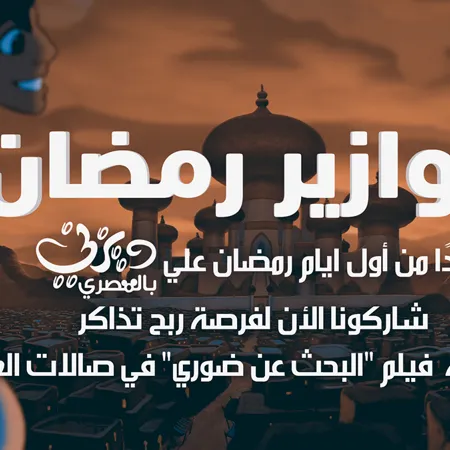 وازير رمضان
دًا من أول ايام رمضان علي ديزني بالمصري
شاركونا الأن لفرصة ربح تذاكر
فيلم "البحث عن ضوري" في صالات الع